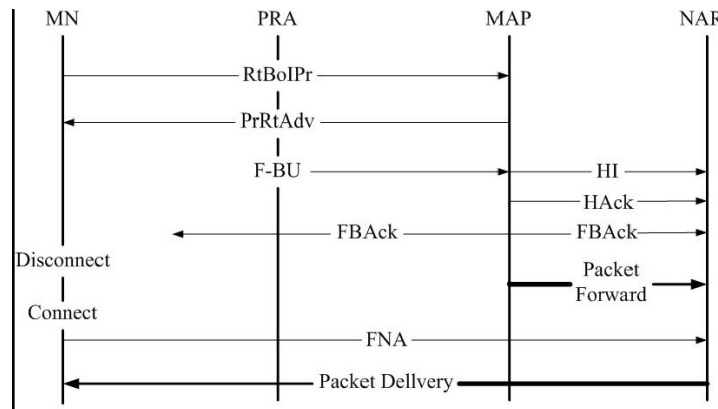 MN PRA MAP NAR
RtBoIPr
PrRtAdv
F-BU HI
HAck
FBAck FBAck
Disconnect
Packet
Forward
Connect
FNA
Packet Dellvery